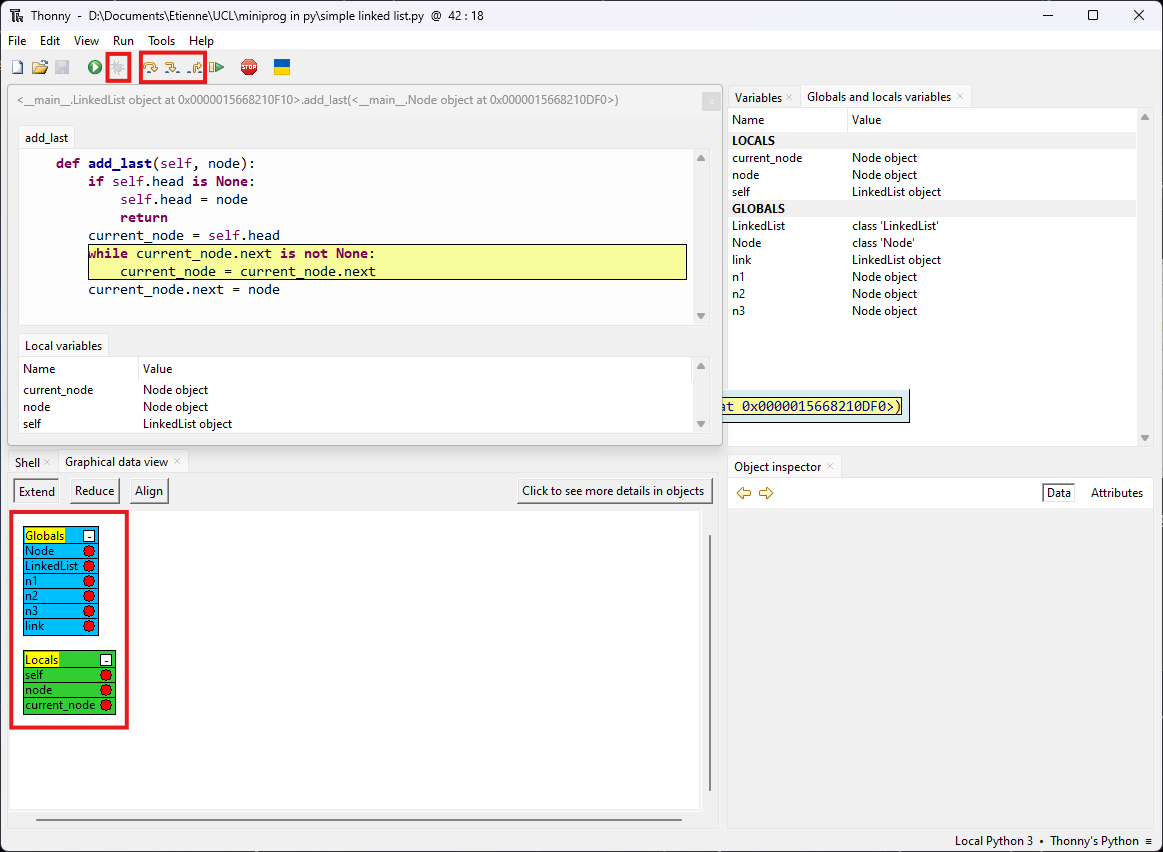 Thonny - D:\Documents\Etienne\UCL\miniprog in py\simple linked list.py @ 42 : 18
File Edit View Run Tools Help
STOP
<__main__.LinkedList object at 0x0000015668210F10>.add_last(<__main__.Node object at 0x0000015668210DF0>)
add_last
def add_last(self, node):
if self.head is None:
self.head = node
return
current_node = self.head
while current_node.next is not None:
current_node = current_node.next
current_node.next = node
Local variables
Name Value
current_node Node object
node Node object
self LinkedList object
Variables Globals and locals variables
Name Value
LOCALS
current_node Node object
node Node object
self LinkedList object
GLOBALS
LinkedList class 'LinkedList'
Node class 'Node'
link LinkedList object
n1 Node object
n2 Node object
n3 Node object
at 0x0000015668210DF0>)
Shell Graphical data view
Extend Reduce Align Click to see more details in objects
Globals -
Node
LinkedList
n1
n2
n3
link
Locals -
self
node
current_node
Object inspector
Data Attributes
Local Python 3 • Thonny's Python ≡